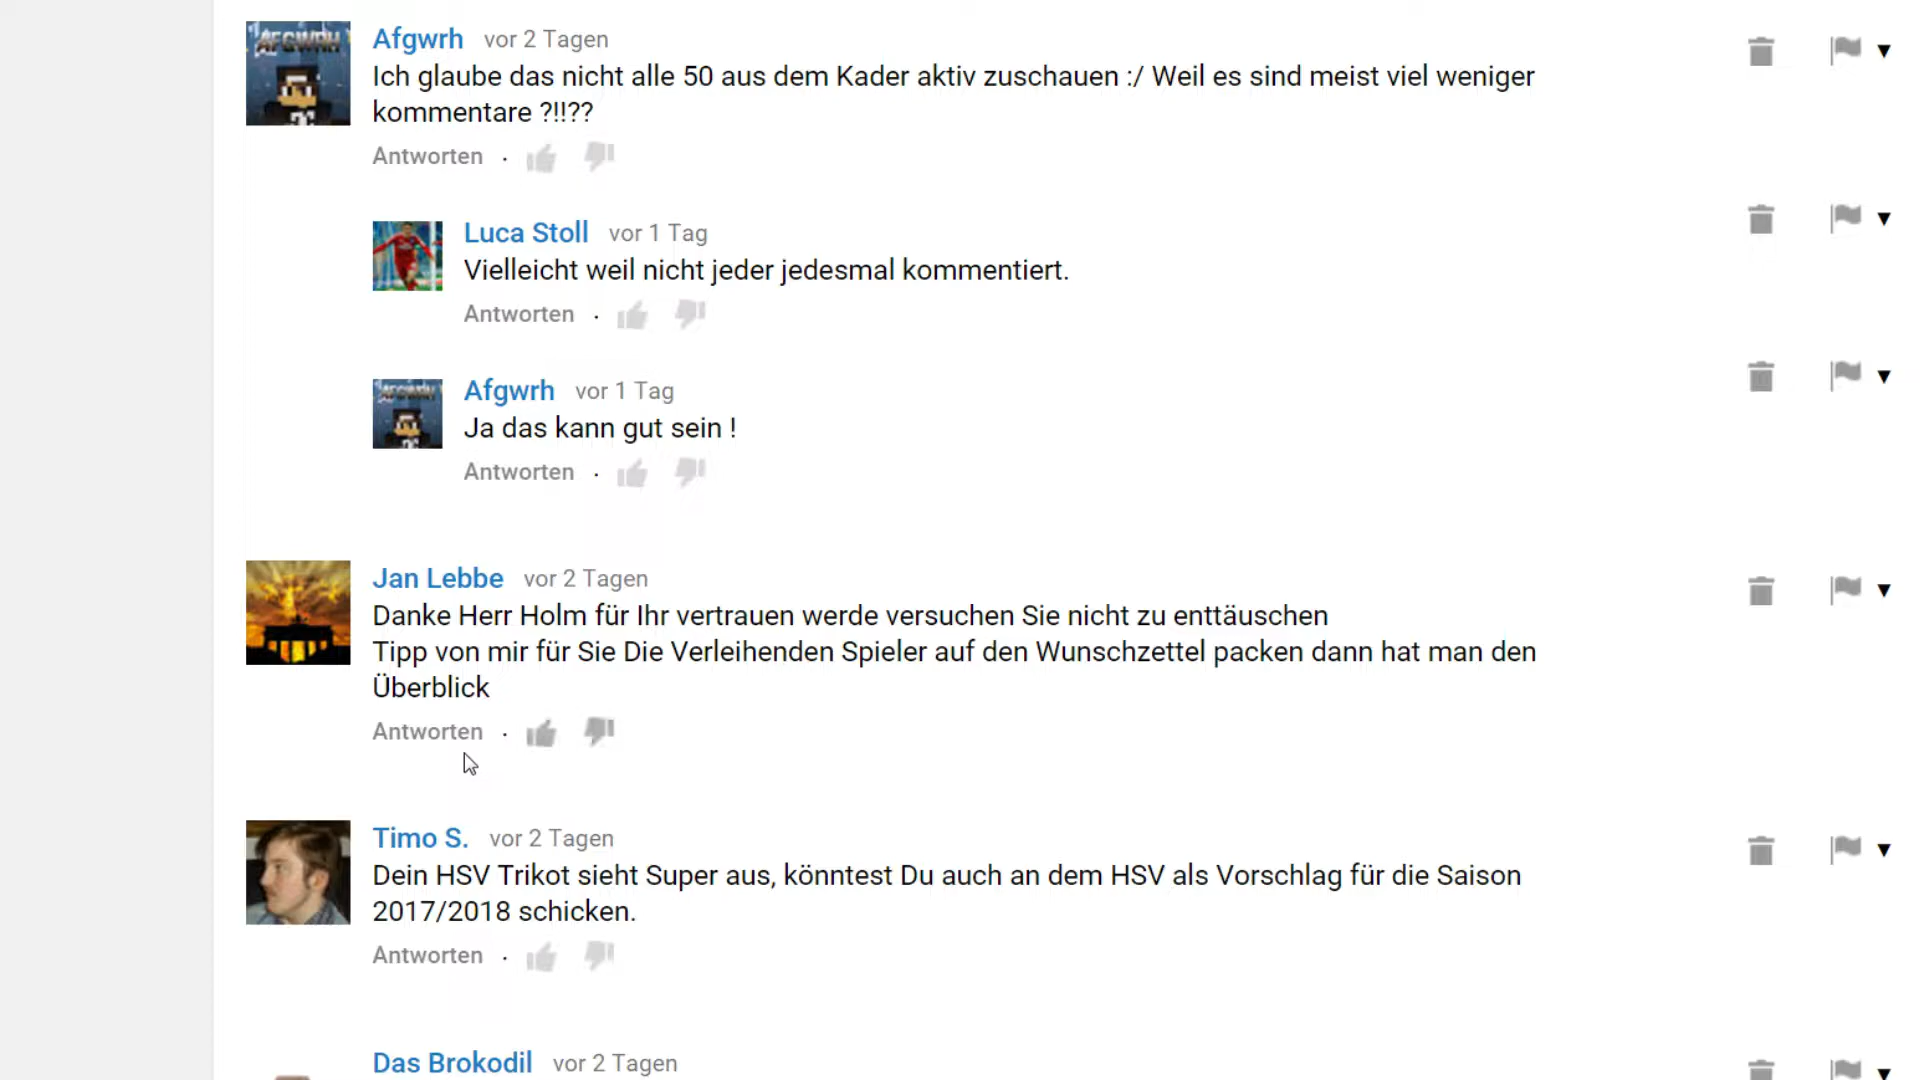 AFGWRH
Afgwrh vor 2 Tagen
Ich glaube das nicht alle 50 aus dem Kader aktiv zuschauen :/ Weil es sind meist viel weniger
kommentare ?!!??
Antworten ·
Luca Stoll vor 1 Tag
Vielleicht weil nicht jeder jedesmal kommentiert.
Antworten ·
AFGWRH
Afgwrh vor 1 Tag
Ja das kann gut sein !
Antworten ·
Jan Lebbe vor 2 Tagen
Danke Herr Holm für Ihr vertrauen werde versuchen Sie nicht zu enttäuschen
Tipp von mir für Sie Die Verleihenden Spieler auf den Wunschzettel packen dann hat man den
Überblick
Antworten ·
Timo S. vor 2 Tagen
Dein HSV Trikot sieht Super aus, könntest Du auch an dem HSV als Vorschlag für die Saison
2017/2018 schicken.
Antworten ·
Das Brokodil vor 2 Tagen